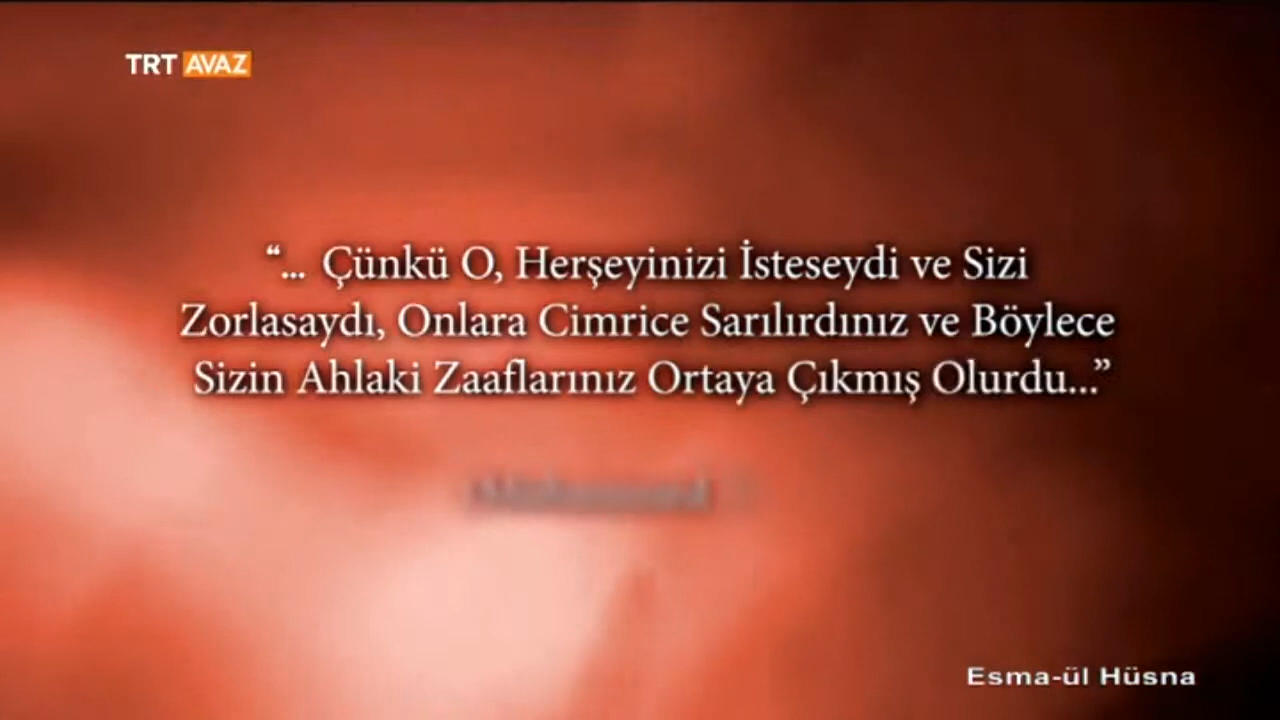 TRT AVAZ
“... Çünkü O, Herşeyinizi İsteseydi ve Sizi
Zorlasaydı, Onlara Cimrice Sarılırdınız ve Böylece
Sizin Ahlaki Zaaflarınız Ortaya Çıkmış Olurdu...”
Esma-ül Hüsna